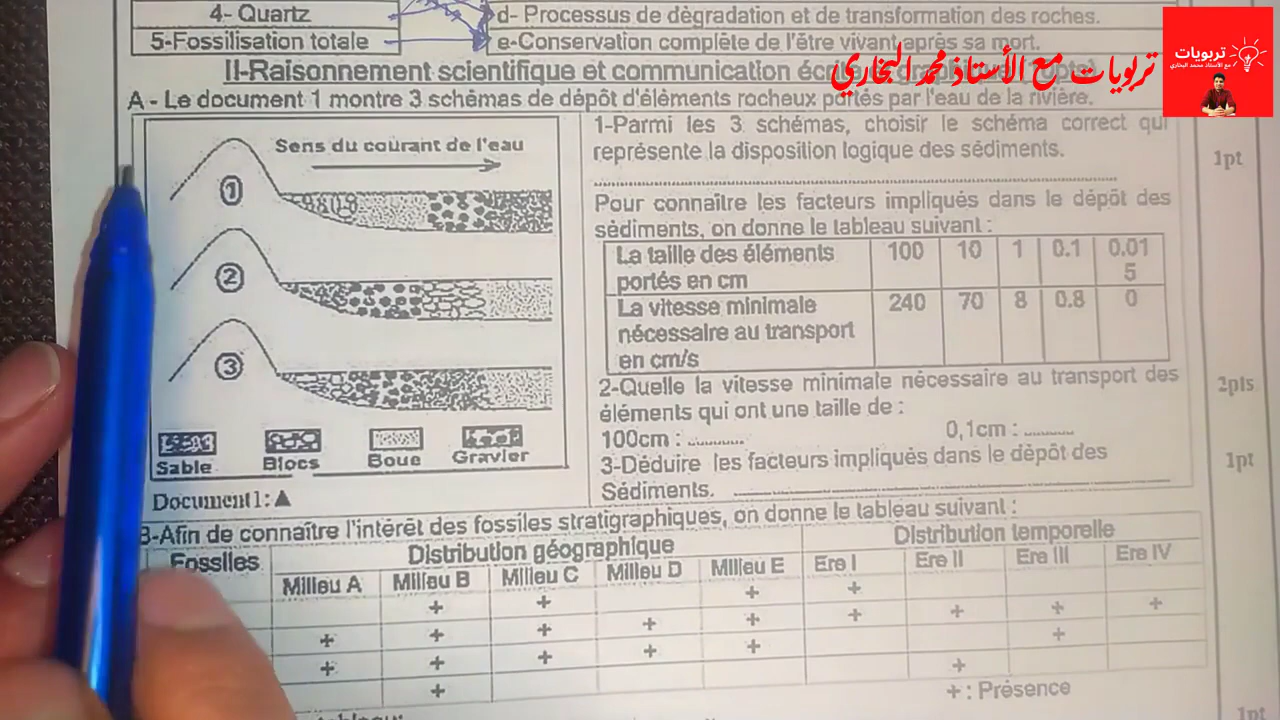 4- Quartz
d- Processus de dégradation et de transformation des roches.
5-Fossilisation totale
e-Conservation complète de l'être vivant après sa mort.
II-Raisonnement scientifique et communication
تربويات مع الأستاذ محمد البخاري
تربويات
مع الأستاذ محمد البخاري
A - Le document 1 montre 3 schémas de dépôt d'éléments rocheux portés par l'eau de la rivière.
Sens du courant de l'eau
1
2
3
Sable
Blocs
Boue
Gravier
Document1: ▲
1-Parmi les 3 schémas, choisir le schéma correct qui
représente la disposition logique des sédiments.
1pt
Pour connaître les facteurs impliqués dans le dépôt des
sédiments, on donne le tableau suivant :
La taille des éléments portés en cm 100 10 1 0.1 0.01 5
La vitesse minimale nécessaire au transport en cm/s 240 70 8 0.8 0
2-Quelle la vitesse minimale nécessaire au transport des
éléments qui ont une taille de :
2pts
100cm : ........ 0,1cm : ........
3-Déduire les facteurs impliqués dans le dépôt des
Sédiments.
1pt
B-Afin de connaître l'intérêt des fossiles stratigraphiques, on donne le tableau suivant :
Fossiles Distribution géographique Distribution temporelle
Milieu A Milieu B Milieu C Milieu D Milieu E Ere I Ere II Ere III Ere IV
+ + + +
+ + + + + + + +
+ + + + + +
+ +
+ : Présence
tableau:
1pt